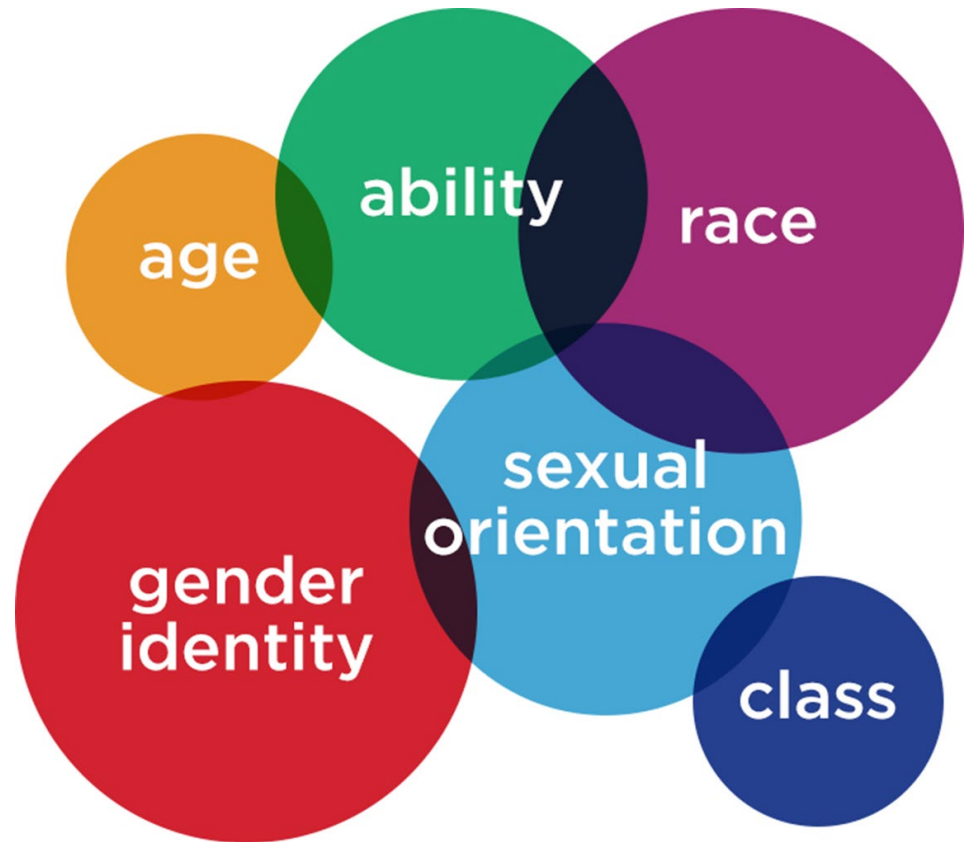 ability
race
age
sexual
orientation
gender
identity
class